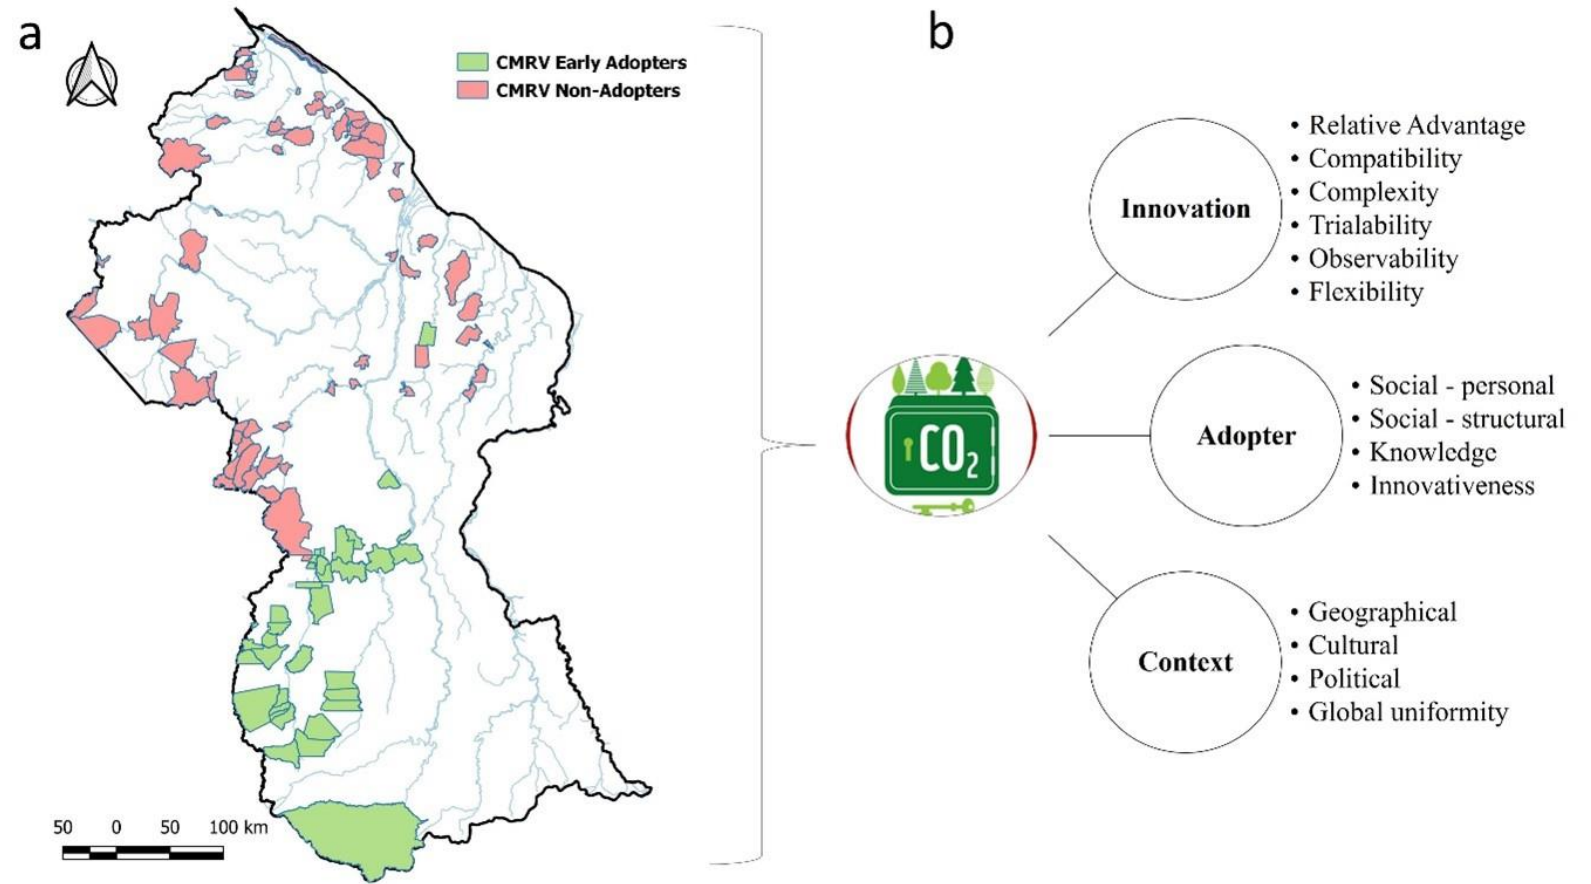 a
CMRV Early Adopters
CMRV Non-Adopters
50 0 50 100 km
b
Innovation
• Relative Advantage
• Compatibility
• Complexity
• Trialability
• Observability
• Flexibility
CO2
Adopter
• Social - personal
• Social - structural
• Knowledge
• Innovativeness
Context
• Geographical
• Cultural
• Political
• Global uniformity